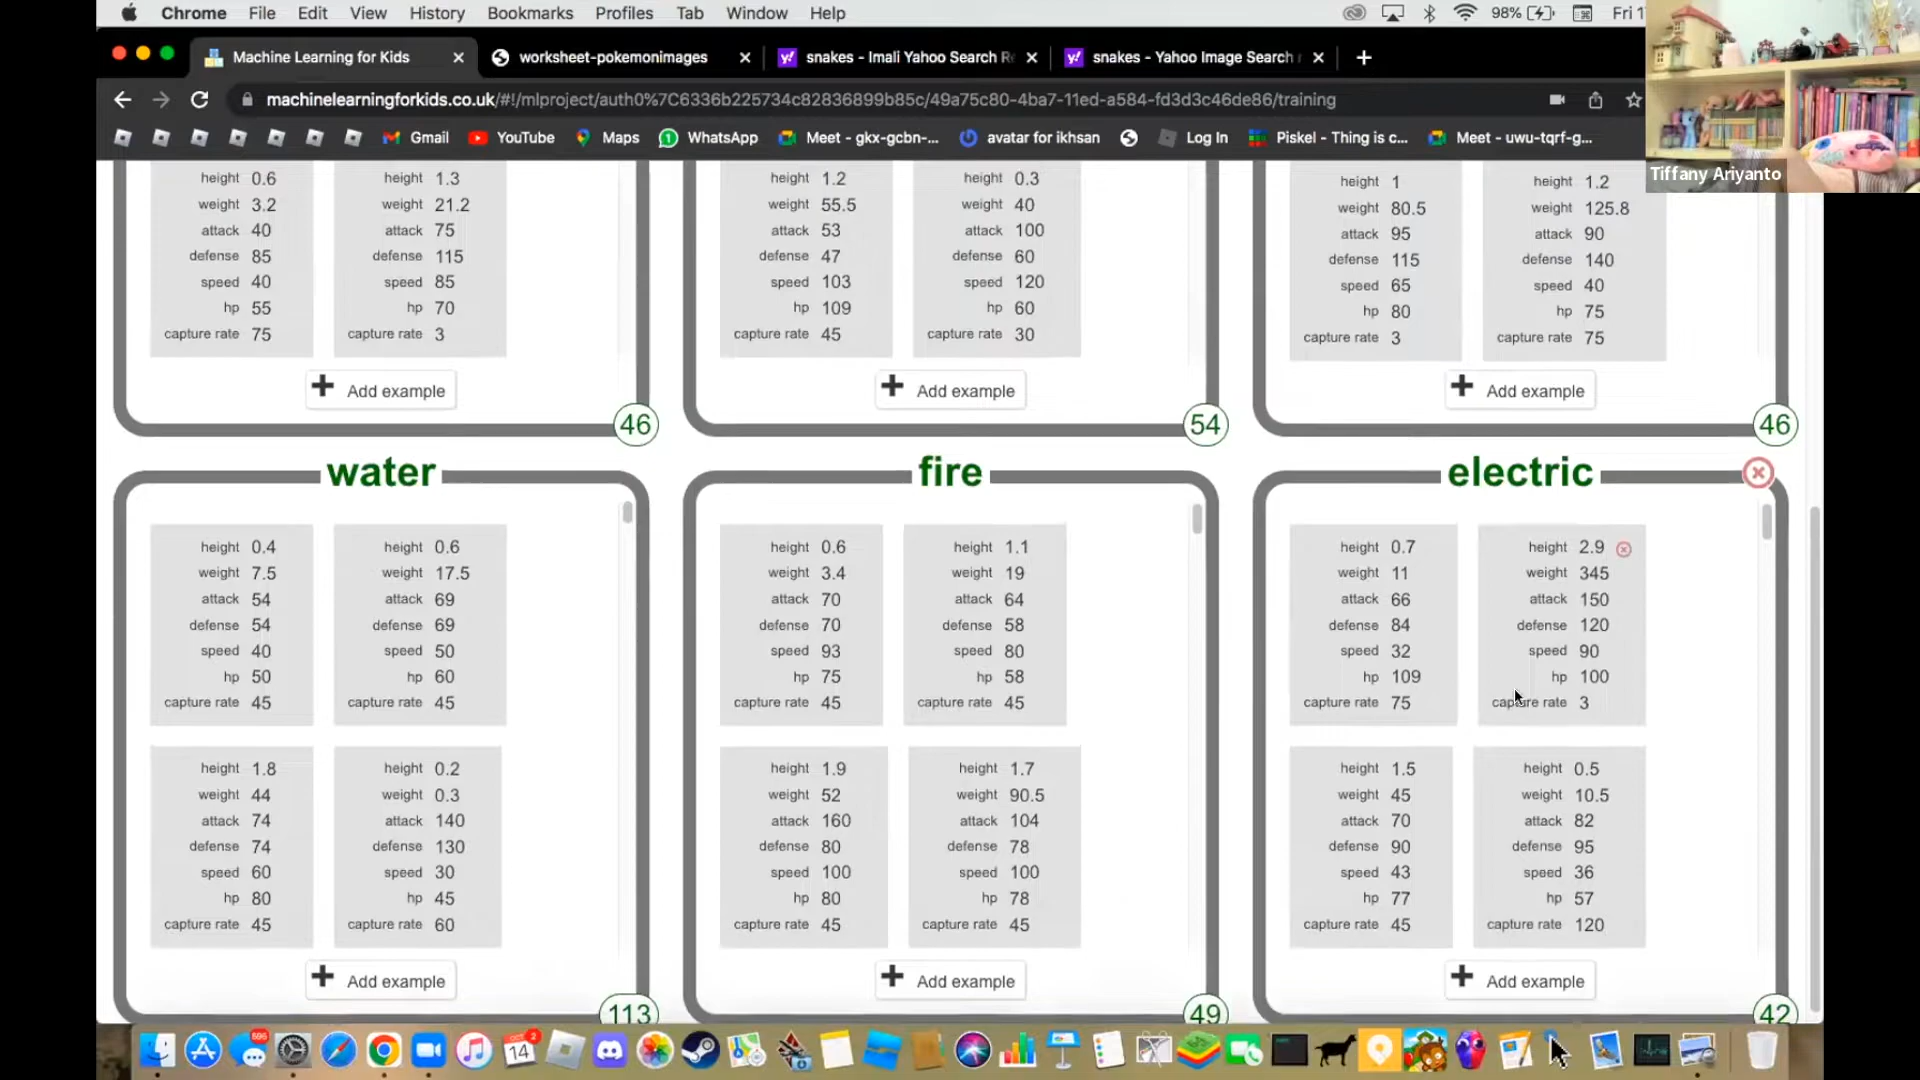 Chrome File Edit View History Bookmarks Profiles Tab Window Help 98% Fri 1
Machine Learning for Kids worksheet-pokemonimages snakes - Imali Yahoo Search Re snakes - Yahoo Image Search r
machinelearningforkids.co.uk/#!/mlproject/auth0%7C6336b225734c82836899b85c/49a75c80-4ba7-11ed-a584-fd3d3c46de86/training
Gmail YouTube Maps WhatsApp Meet - gkx-gcbn-... avatar for ikhsan Log In Piskel - Thing is c... Meet - uwu-tqrf-g...
Tiffany Ariyanto
height 0.6 height 1.3 height 1.2 height 0.3 height 1 height 1.2
weight 3.2 weight 21.2 weight 55.5 weight 40 weight 80.5 weight 125.8
attack 40 attack 75 attack 53 attack 100 attack 95 attack 90
defense 85 defense 115 defense 47 defense 60 defense 115 defense 140
speed 40 speed 85 speed 103 speed 120 speed 65 speed 40
hp 55 hp 70 hp 109 hp 60 hp 80 hp 75
capture rate 75 capture rate 3 capture rate 45 capture rate 30 capture rate 3 capture rate 75
Add example Add example Add example
46 54 46
water fire electric
height 0.4 height 0.6 height 0.6 height 1.1 height 0.7 height 2.9
weight 7.5 weight 17.5 weight 3.4 weight 19 weight 11 weight 345
attack 54 attack 69 attack 70 attack 64 attack 66 attack 150
defense 54 defense 69 defense 70 defense 58 defense 84 defense 120
speed 40 speed 50 speed 93 speed 80 speed 32 speed 90
hp 50 hp 60 hp 75 hp 58 hp 109 hp 100
capture rate 45 capture rate 45 capture rate 45 capture rate 45 capture rate 75 capture rate 3
height 1.8 height 0.2 height 1.9 height 1.7 height 1.5 height 0.5
weight 44 weight 0.3 weight 52 weight 90.5 weight 45 weight 10.5
attack 74 attack 140 attack 160 attack 104 attack 70 attack 82
defense 74 defense 130 defense 80 defense 78 defense 90 defense 95
speed 60 speed 30 speed 100 speed 100 speed 43 speed 36
hp 80 hp 45 hp 80 hp 78 hp 77 hp 57
capture rate 45 capture rate 60 capture rate 45 capture rate 45 capture rate 45 capture rate 120
Add example Add example Add example
113 49 42
596 OCT 14 2